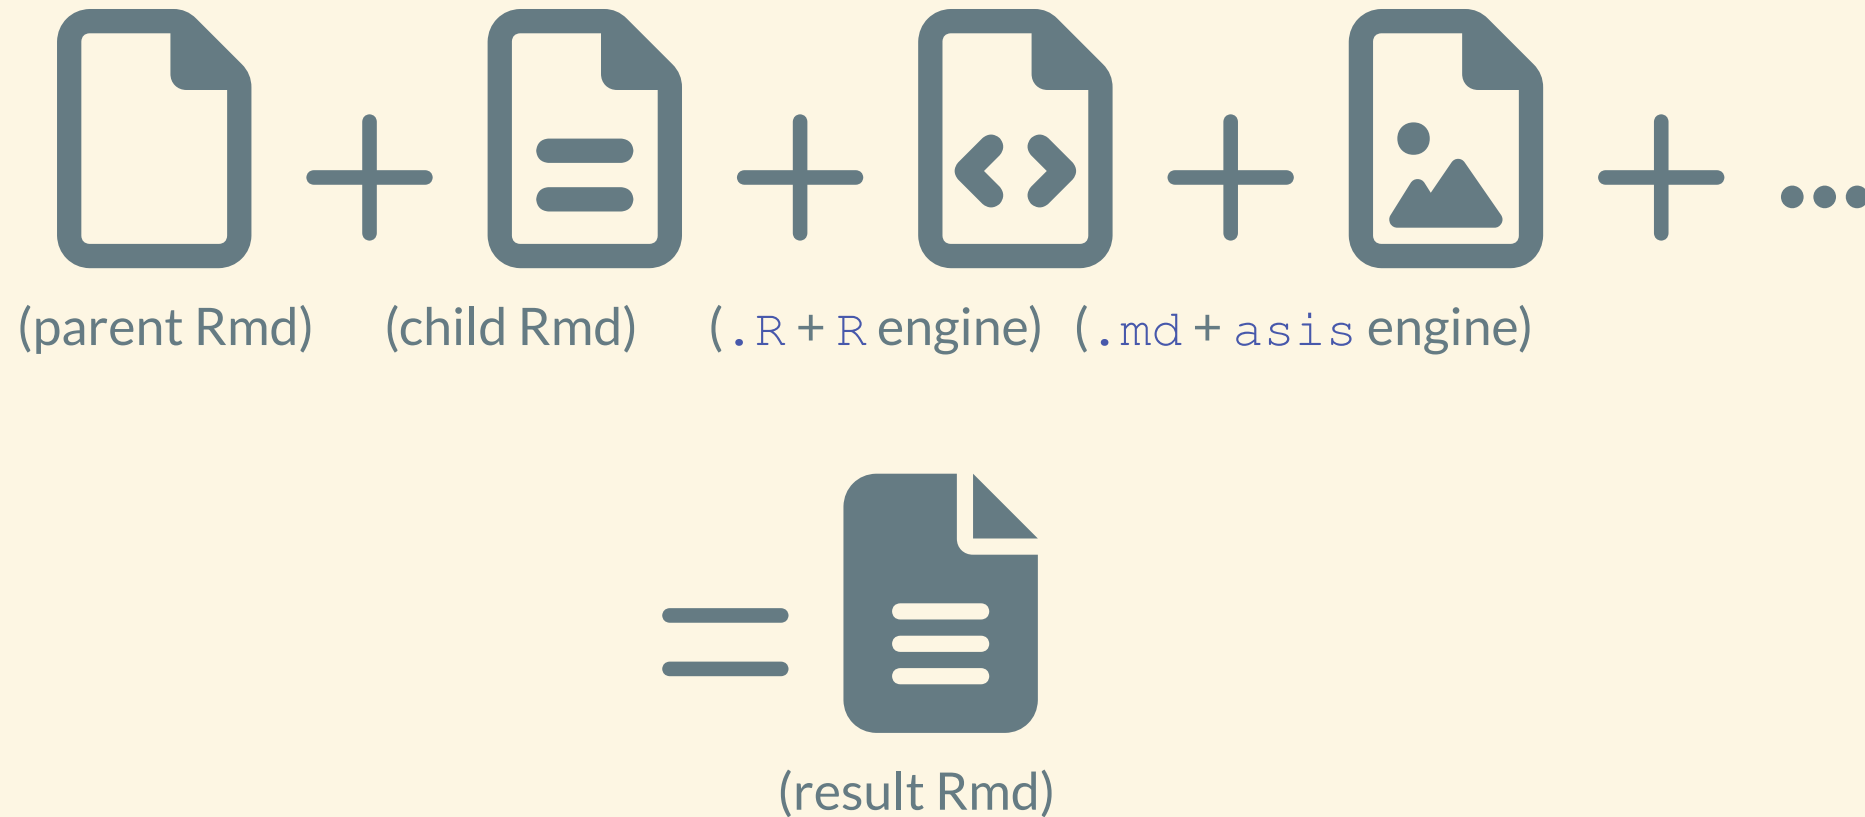 (parent Rmd) (child Rmd) (.R + R engine) (.md + asis engine)
(result Rmd)